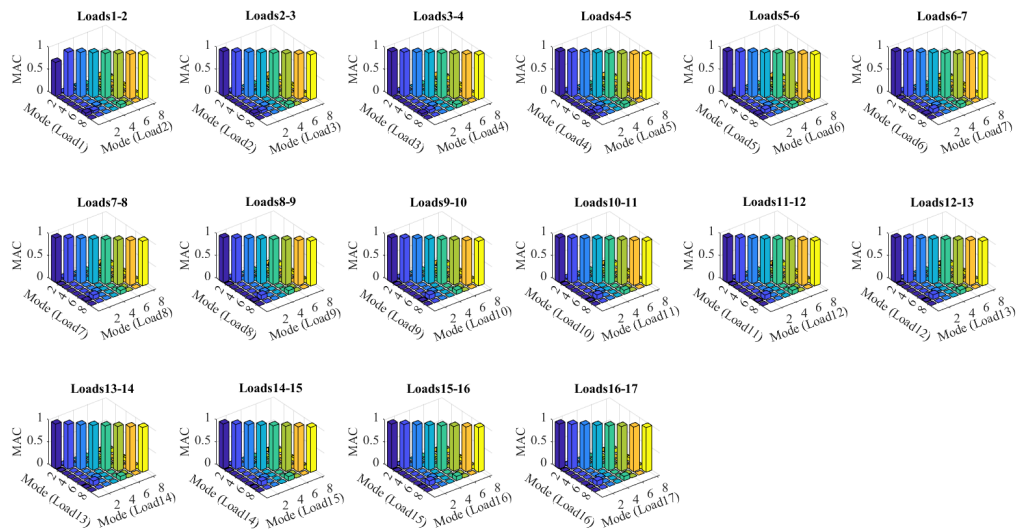 Loads1-2 Loads2-3 Loads3-4 Loads4-5 Loads5-6 Loads6-7
1 1 1 1 1 1
MAC MAC MAC MAC MAC MAC
0.5 0.5 0.5 0.5 0.5 0.5
0 0 0 0 0 0
2 4 6 8 2 4 6 8 2 4 6 8 2 4 6 8 2 4 6 8 2 4 6 8
2 4 6 8 2 4 6 8 2 4 6 8 2 4 6 8 2 4 6 8 2 4 6 8
Mode (Load1) Mode (Load2) Mode (Load2) Mode (Load3) Mode (Load3) Mode (Load4) Mode (Load4) Mode (Load5) Mode (Load5) Mode (Load6) Mode (Load6) Mode (Load7)
Loads7-8 Loads8-9 Loads9-10 Loads10-11 Loads11-12 Loads12-13
1 1 1 1 1 1
MAC MAC MAC MAC MAC MAC
0.5 0.5 0.5 0.5 0.5 0.5
0 0 0 0 0 0
2 4 6 8 2 4 6 8 2 4 6 8 2 4 6 8 2 4 6 8 2 4 6 8
2 4 6 8 2 4 6 8 2 4 6 8 2 4 6 8 2 4 6 8 2 4 6 8
Mode (Load7) Mode (Load8) Mode (Load8) Mode (Load9) Mode (Load9) Mode (Load10) Mode (Load10) Mode (Load11) Mode (Load11) Mode (Load12) Mode (Load12) Mode (Load13)
Loads13-14 Loads14-15 Loads15-16 Loads16-17
1 1 1 1
MAC MAC MAC MAC
0.5 0.5 0.5 0.5
0 0 0 0
2 4 6 8 2 4 6 8 2 4 6 8 2 4 6 8
2 4 6 8 2 4 6 8 2 4 6 8 2 4 6 8
Mode (Load13) Mode (Load14) Mode (Load14) Mode (Load15) Mode (Load15) Mode (Load16) Mode (Load16) Mode (Load17)